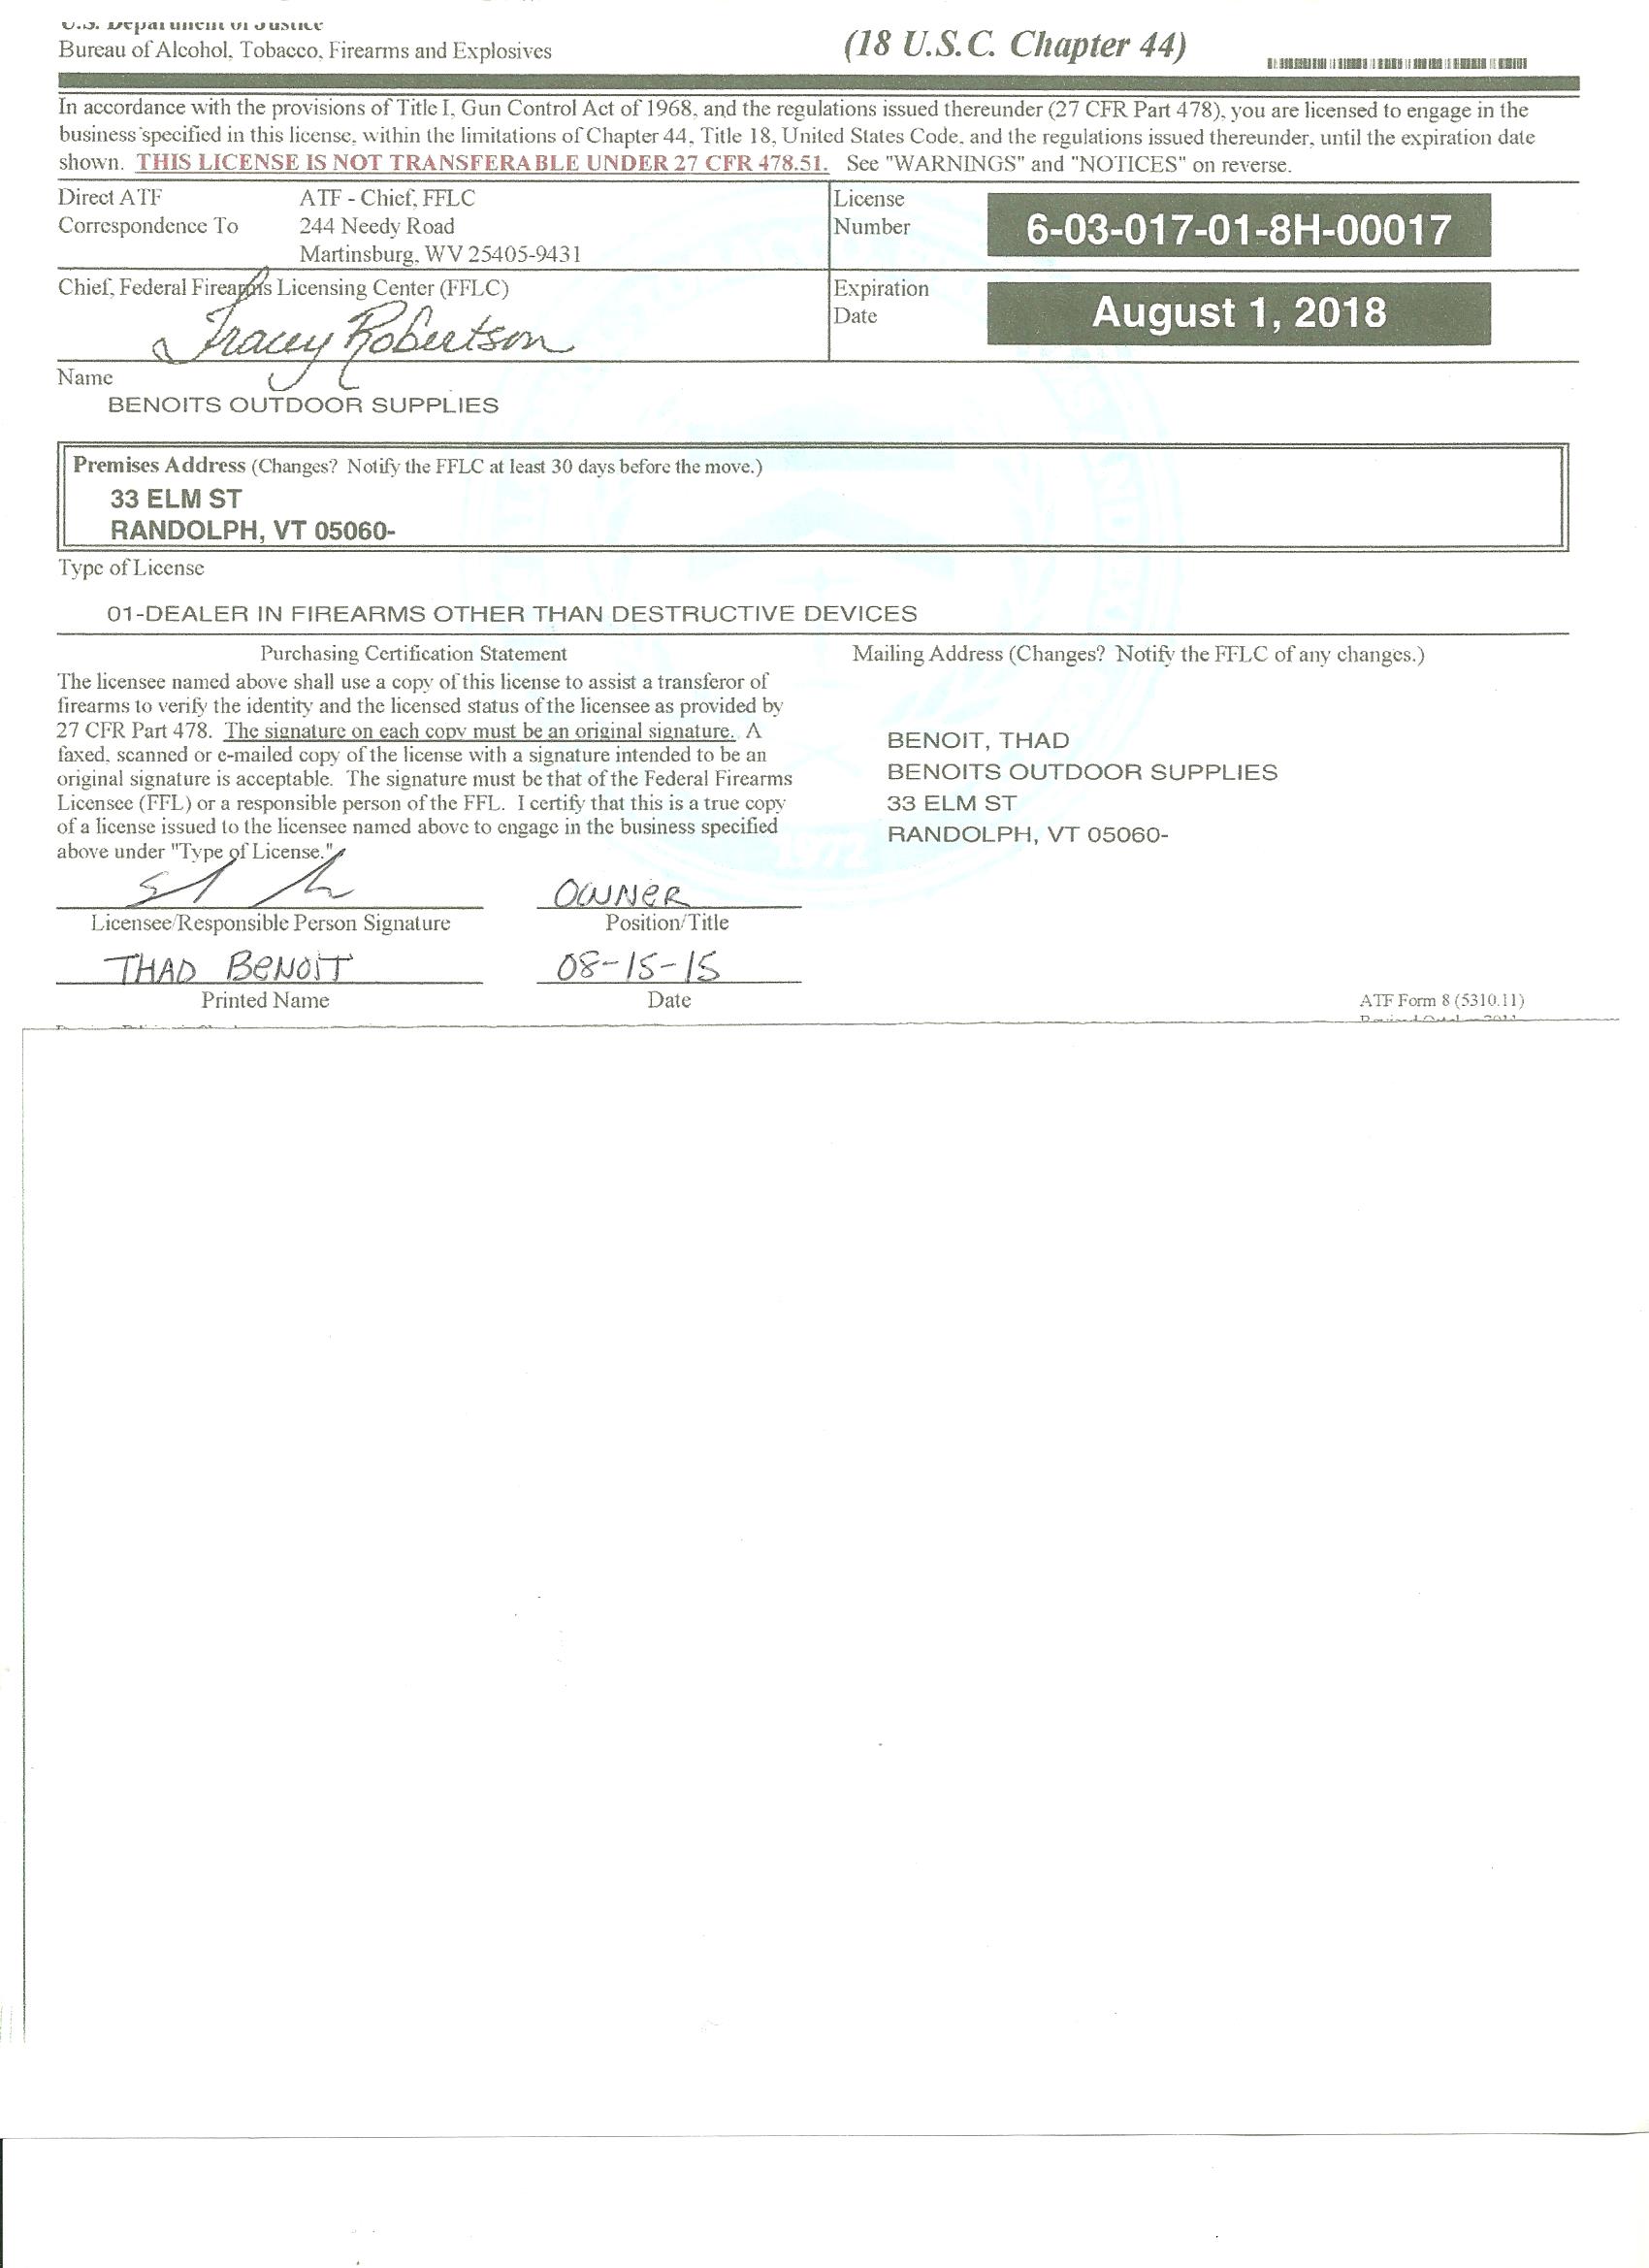 U.S. Department of Justice
Bureau of Alcohol, Tobacco, Firearms and Explosives
(18 U.S.C. Chapter 44)
In accordance with the provisions of Title I, Gun Control Act of 1968, and the regulations issued thereunder (27 CFR Part 478), you are licensed to engage in the
business specified in this license, within the limitations of Chapter 44, Title 18, United States Code, and the regulations issued thereunder, until the expiration date
shown. THIS LICENSE IS NOT TRANSFERABLE UNDER 27 CFR 478.51. See "WARNINGS" and "NOTICES" on reverse.
Direct ATF
Correspondence To
ATF - Chief, FFLC
244 Needy Road
Martinsburg, WV 25405-9431
License
Number
6-03-017-01-8H-00017
Chief, Federal Firearms Licensing Center (FFLC)
Tracey Robertson
Expiration
Date
August 1, 2018
Name
BENOITS OUTDOOR SUPPLIES
Premises Address (Changes? Notify the FFLC at least 30 days before the move.)
33 ELM ST
RANDOLPH, VT 05060-
Type of License
01-DEALER IN FIREARMS OTHER THAN DESTRUCTIVE DEVICES
Purchasing Certification Statement
The licensee named above shall use a copy of this license to assist a transferor of
firearms to verify the identity and the licensed status of the licensee as provided by
27 CFR Part 478. The signature on each copy must be an original signature. A
faxed, scanned or e-mailed copy of the license with a signature intended to be an
original signature is acceptable. The signature must be that of the Federal Firearms
Licensee (FFL) or a responsible person of the FFL. I certify that this is a true copy
of a license issued to the licensee named above to engage in the business specified
above under "Type of License."
Mailing Address (Changes? Notify the FFLC of any changes.)
BENOIT, THAD
BENOITS OUTDOOR SUPPLIES
33 ELM ST
RANDOLPH, VT 05060-
1972
OWNER
Licensee/Responsible Person Signature
Position/Title
THAD BENOIT
08-15-15
Printed Name
Date
ATF Form 8 (5310.11)